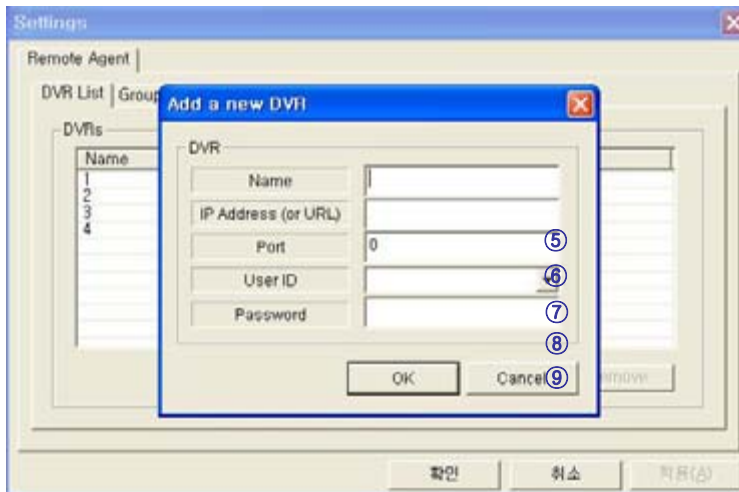 Settings
Remote Agent
DVR List Group
DVRs
Name
1
2
3
4
Add a new DVR
DVR
Name
IP Address (or URL)
Port 0 ⑤
User ID ⑥
Password ⑦
⑧
OK Cancel ⑨ emove
확인 취소 적용(A)